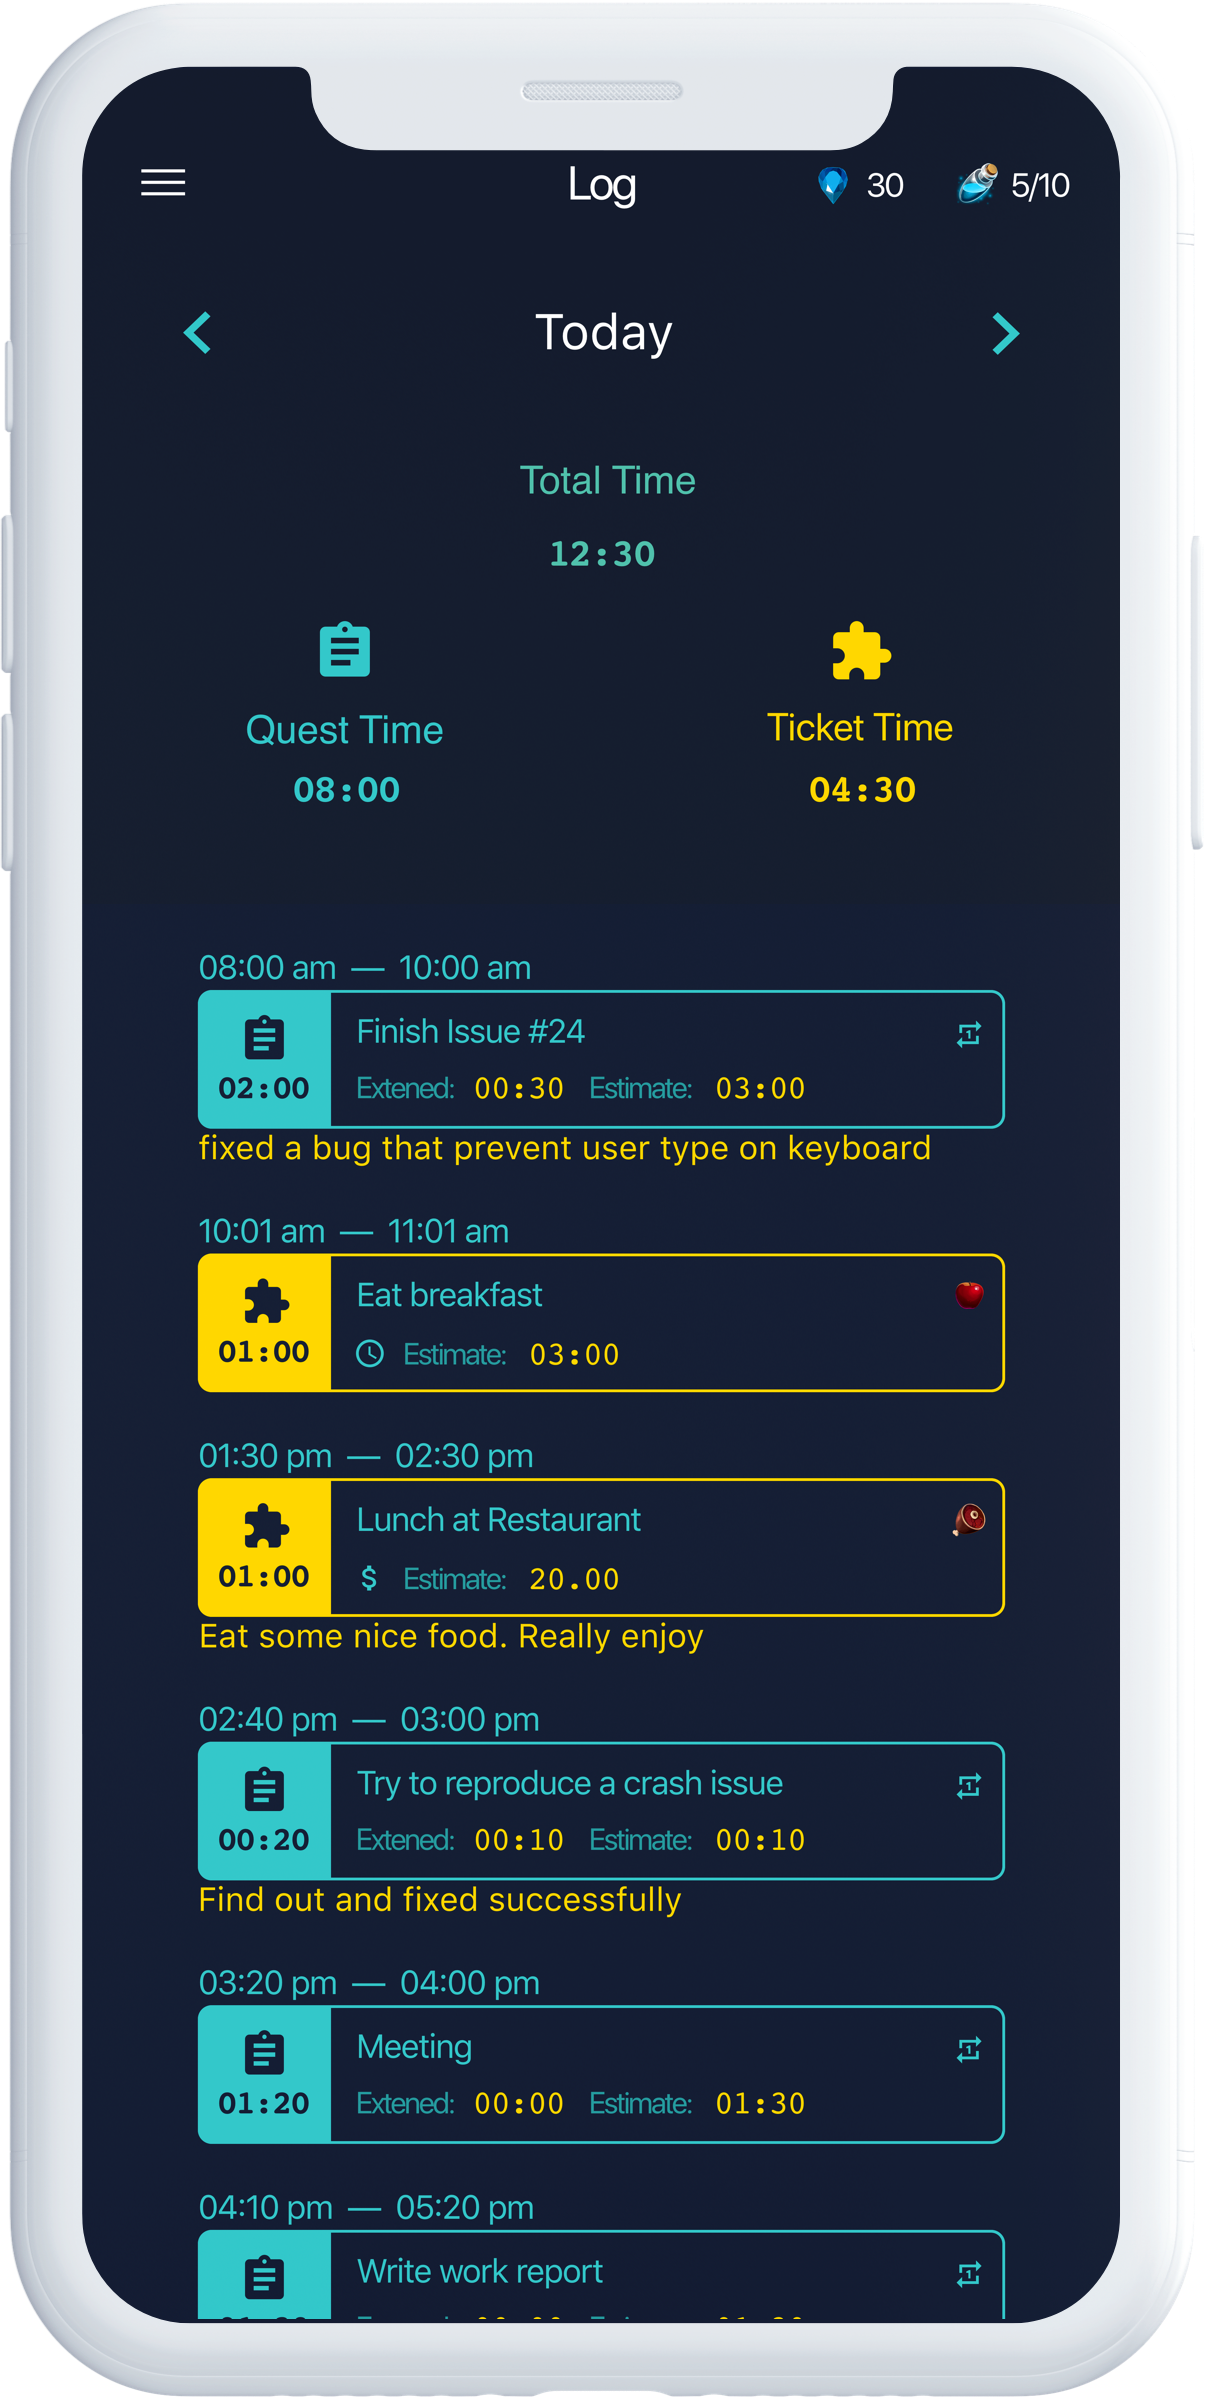 Log 30 5/10
Today
Total Time
12:30
Quest Time Ticket Time
08:00 04:30
08:00 am — 10:00 am
Finish Issue #24
02:00 Extened: 00:30 Estimate: 03:00
fixed a bug that prevent user type on keyboard
10:01 am — 11:01 am
Eat breakfast
01:00 Estimate: 03:00
01:30 pm — 02:30 pm
Lunch at Restaurant
01:00 $ Estimate: 20.00
Eat some nice food. Really enjoy
02:40 pm — 03:00 pm
Try to reproduce a crash issue
00:20 Extened: 00:10 Estimate: 00:10
Find out and fixed successfully
03:20 pm — 04:00 pm
Meeting
01:20 Extened: 00:00 Estimate: 01:30
04:10 pm — 05:20 pm
Write work report